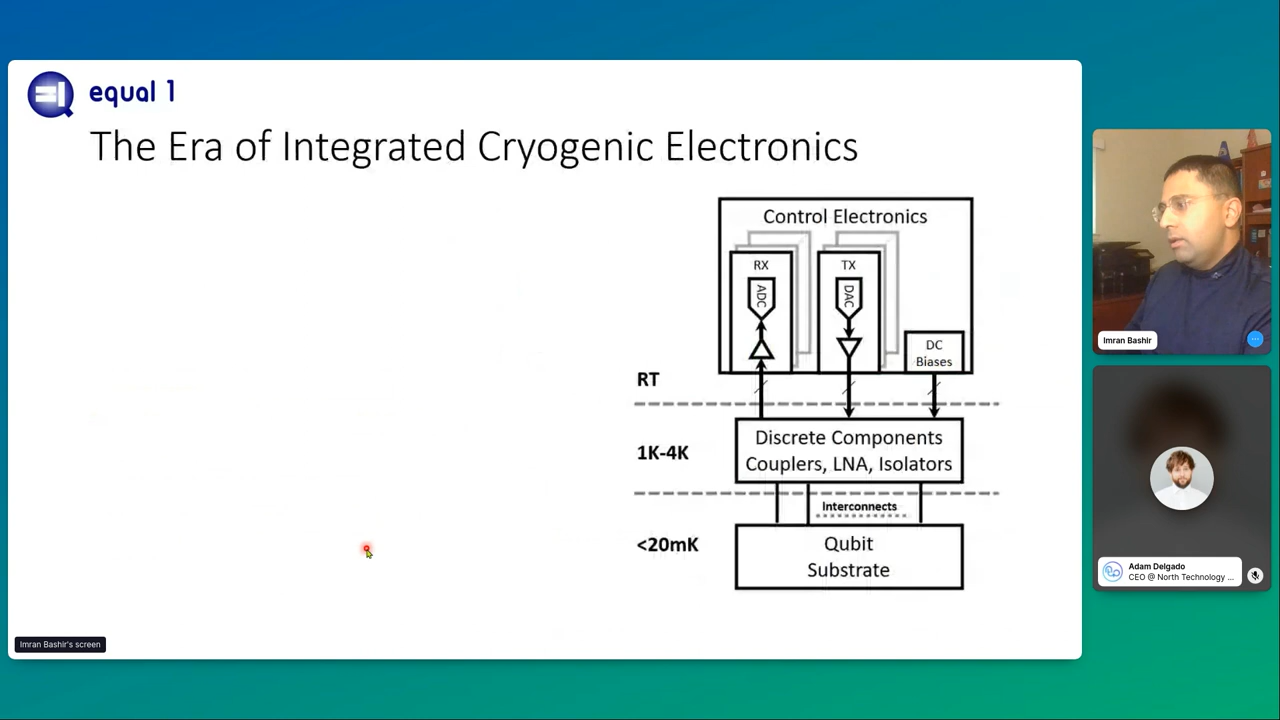 equal 1
The Era of Integrated Cryogenic Electronics
Control Electronics
RX
TX
ADC
DAC
DC
Biases
RT
1K-4K
Discrete Components
Couplers, LNA, Isolators
Interconnects
<20mK
Qubit
Substrate
Imran Bashir's screen
Imran Bashir
Adam Delgado
CEO @ North Technology ...